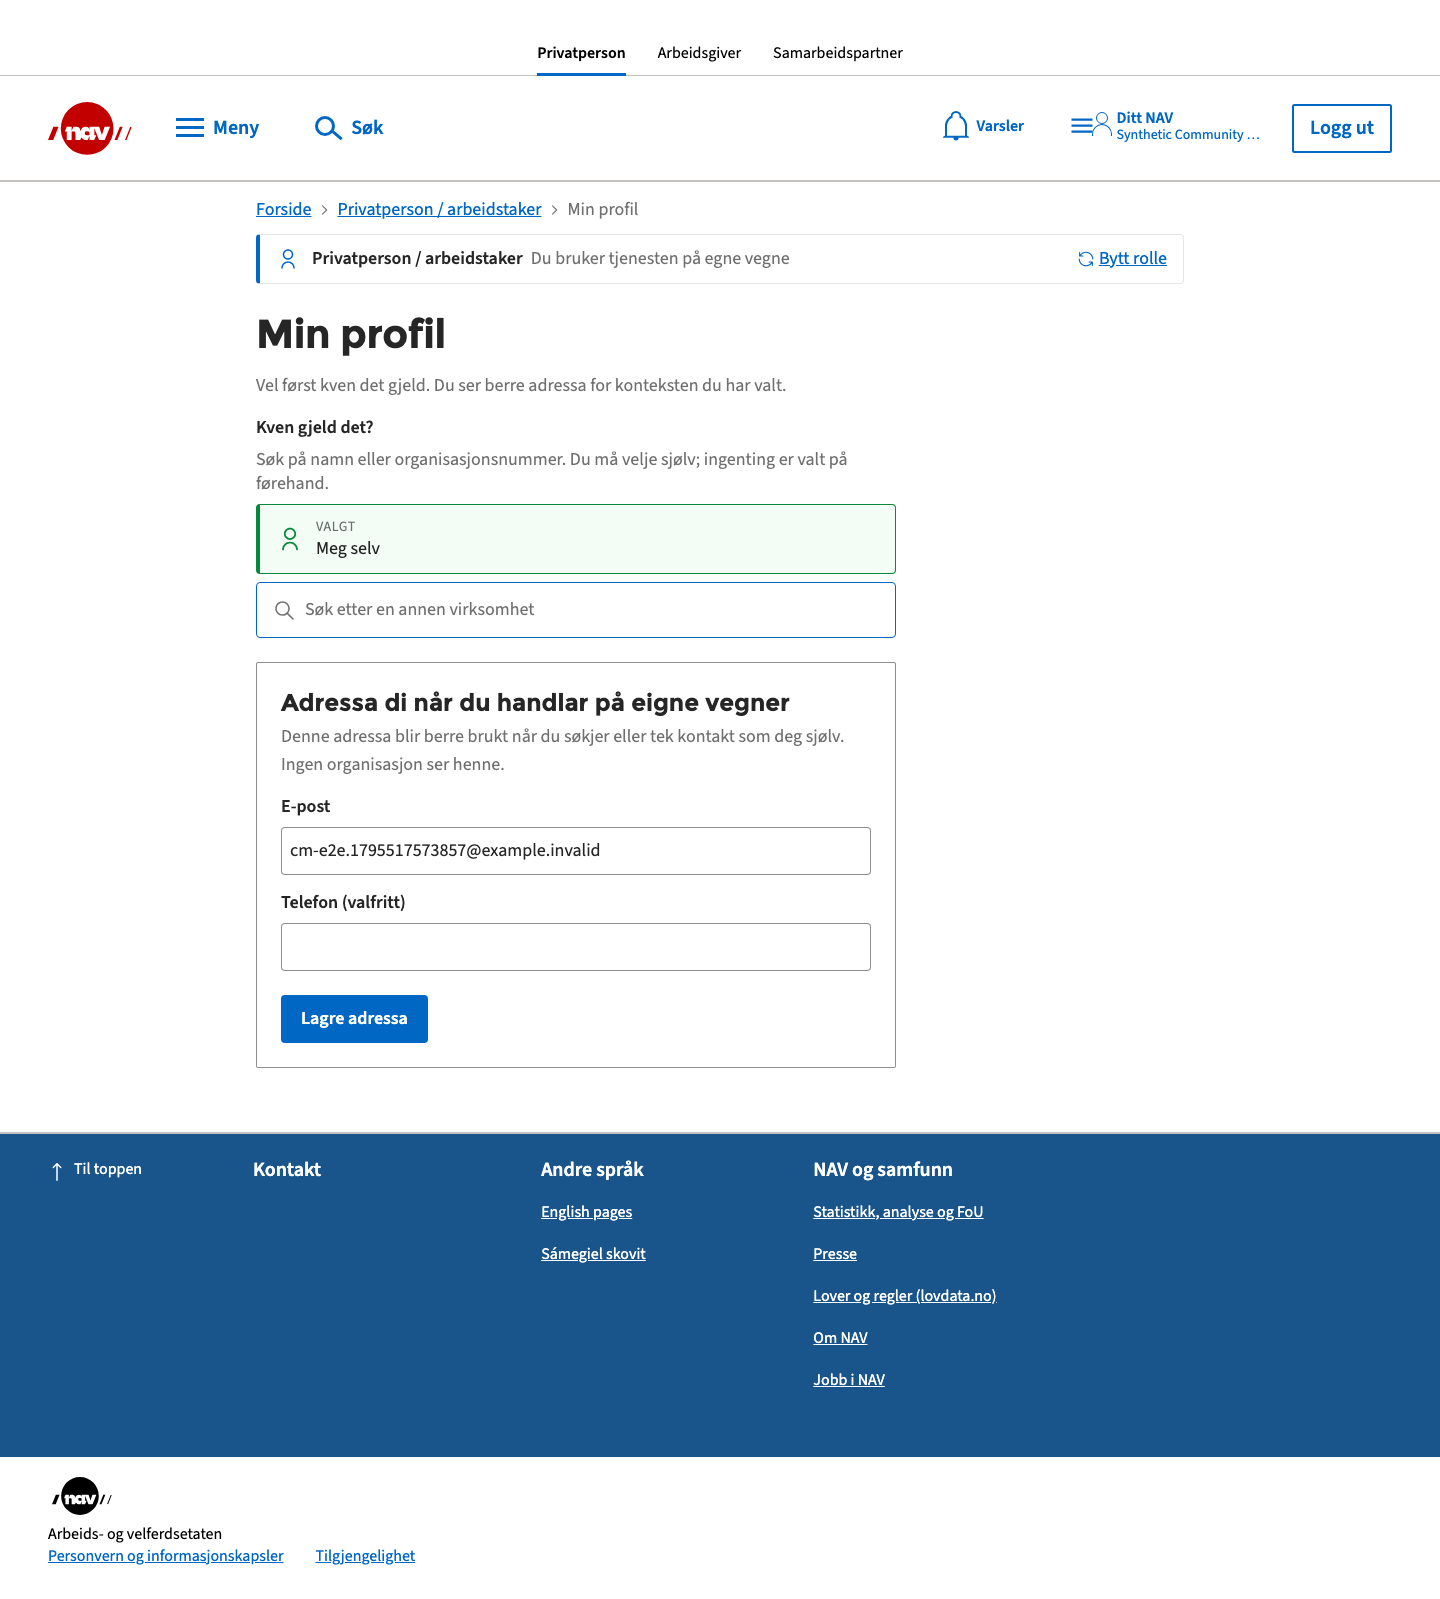 Privatperson Arbeidsgiver Samarbeidspartner
nav Meny Søk Varsler Ditt NAV Logg ut
Synthetic Community ...
Forside Privatperson / arbeidstaker Min profil
Privatperson / arbeidstaker Du bruker tjenesten på egne vegne Bytt rolle
Min profil
Vel først kven det gjeld. Du ser berre adressa for konteksten du har valt.
Kven gjeld det?
Søk på namn eller organisasjonsnummer. Du må velje sjølv; ingenting er valt på
førehand.
VALGT
Meg selv
Søk etter en annen virksomhet
Adressa di når du handlar på eigne vegner
Denne adressa blir berre brukt når du søkjer eller tek kontakt som deg sjølv.
Ingen organisasjon ser henne.
E-post
cm-e2e.1795517573857@example.invalid
Telefon (valfritt)
Lagre adressa
Til toppen Kontakt Andre språk NAV og samfunn
English pages Statistikk, analyse og FoU
Sámegiel skovit Presse
Lover og regler (lovdata.no)
Om NAV
Jobb i NAV
nav
Arbeids- og velferdsetaten
Personvern og informasjonskapsler Tilgjengelighet